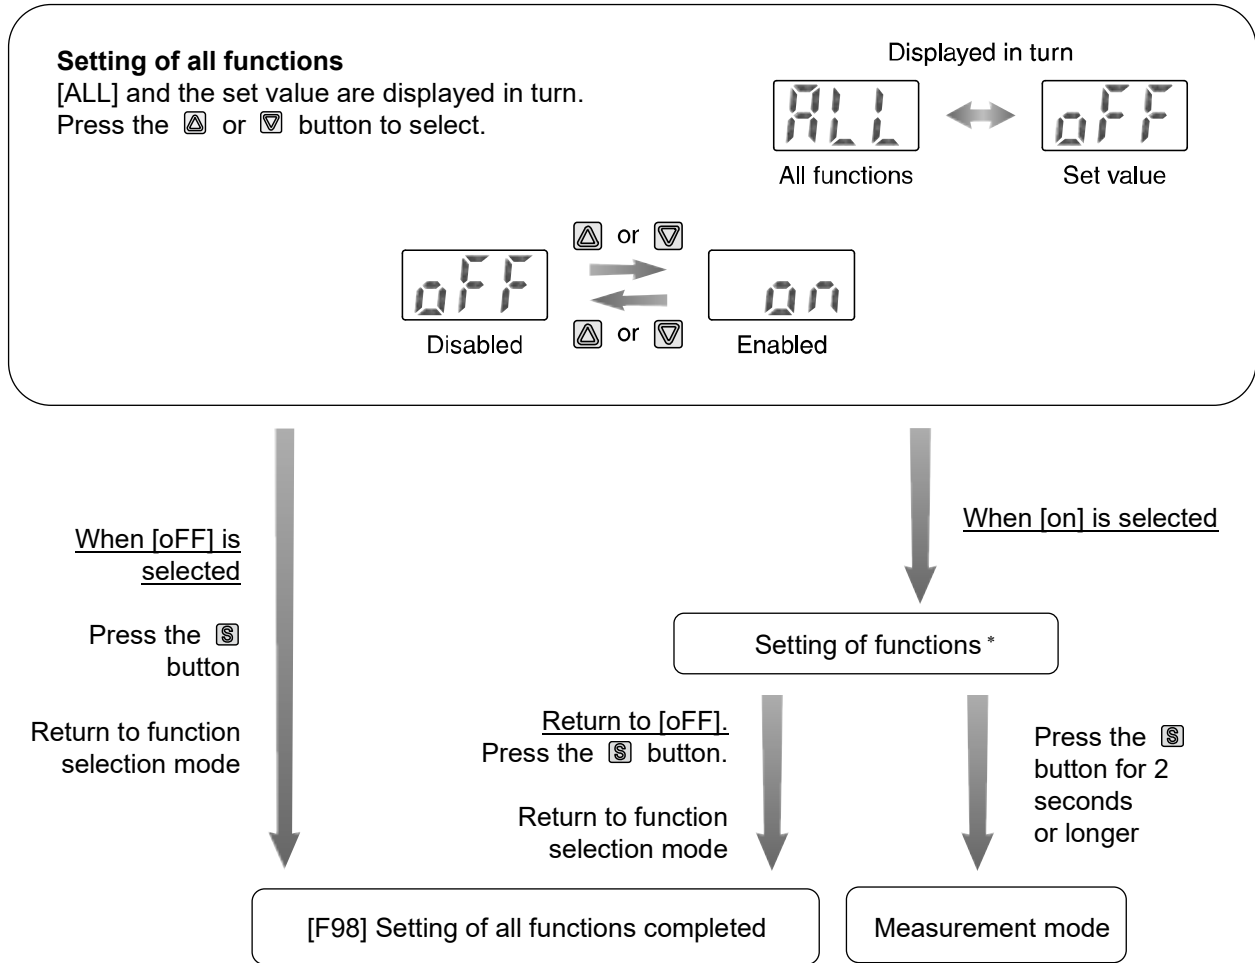 Setting of all functions
[ALL] and the set value are displayed in turn.
Press the △ or ▽ button to select.
Displayed in turn
ALL
oFF
All functions
Set value
△ or ▽
oFF
on
△ or ▽
Disabled
Enabled
When [oFF] is
selected
Press the S
button
Return to function
selection mode
When [on] is selected
Setting of functions *
Return to [oFF].
Press the S button.
Return to function
selection mode
Press the S
button for 2
seconds
or longer
[F98] Setting of all functions completed
Measurement mode